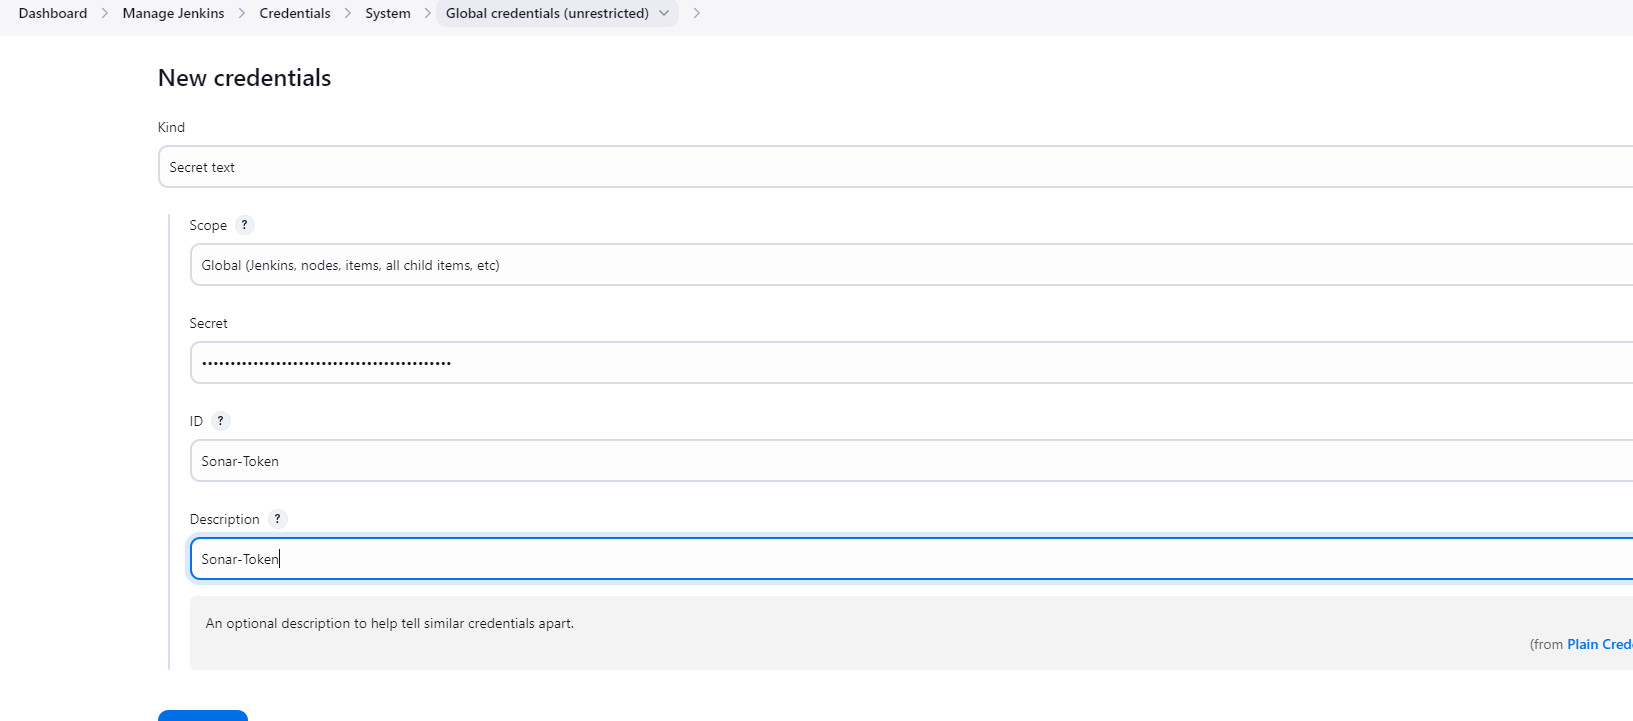 Dashboard > Manage Jenkins > Credentials > System > Global credentials (unrestricted) >
New credentials
Kind
Secret text
Scope ?
Global (Jenkins, nodes, items, all child items, etc)
Secret
••••••••••••••••••••••••••••••••••••••••••••
ID ?
Sonar-Token
Description ?
Sonar-Token
An optional description to help tell similar credentials apart.
(from Plain Cred